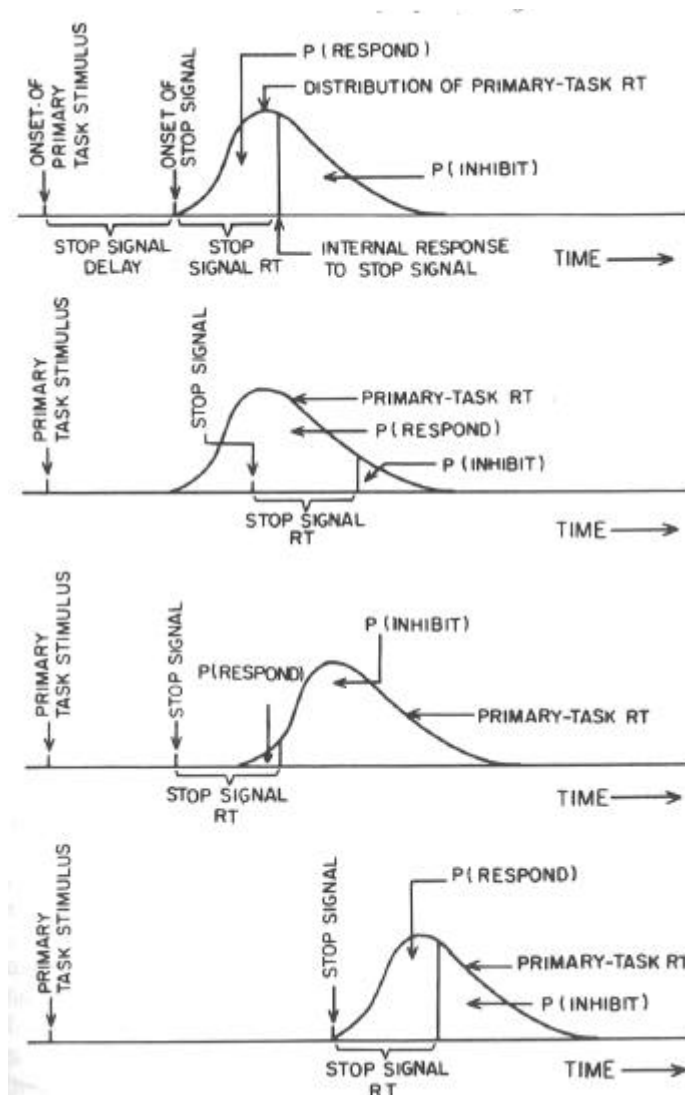 ONSET OF
PRIMARY
TASK STIMULUS
ONSET OF
STOP SIGNAL
P (RESPOND)
DISTRIBUTION OF PRIMARY-TASK RT
P (INHIBIT)
STOP SIGNAL
DELAY
STOP
SIGNAL RT
INTERNAL RESPONSE
TO STOP SIGNAL
TIME
PRIMARY
TASK STIMULUS
STOP SIGNAL
PRIMARY-TASK RT
P(RESPOND)
P (INHIBIT)
STOP SIGNAL
RT
TIME
PRIMARY
TASK STIMULUS
STOP SIGNAL
P(RESPOND)
P (INHIBIT)
PRIMARY-TASK RT
STOP SIGNAL
RT
TIME
PRIMARY
TASK STIMULUS
STOP SIGNAL
P(RESPOND)
PRIMARY-TASK RT
P (INHIBIT)
STOP SIGNAL
RT
TIME